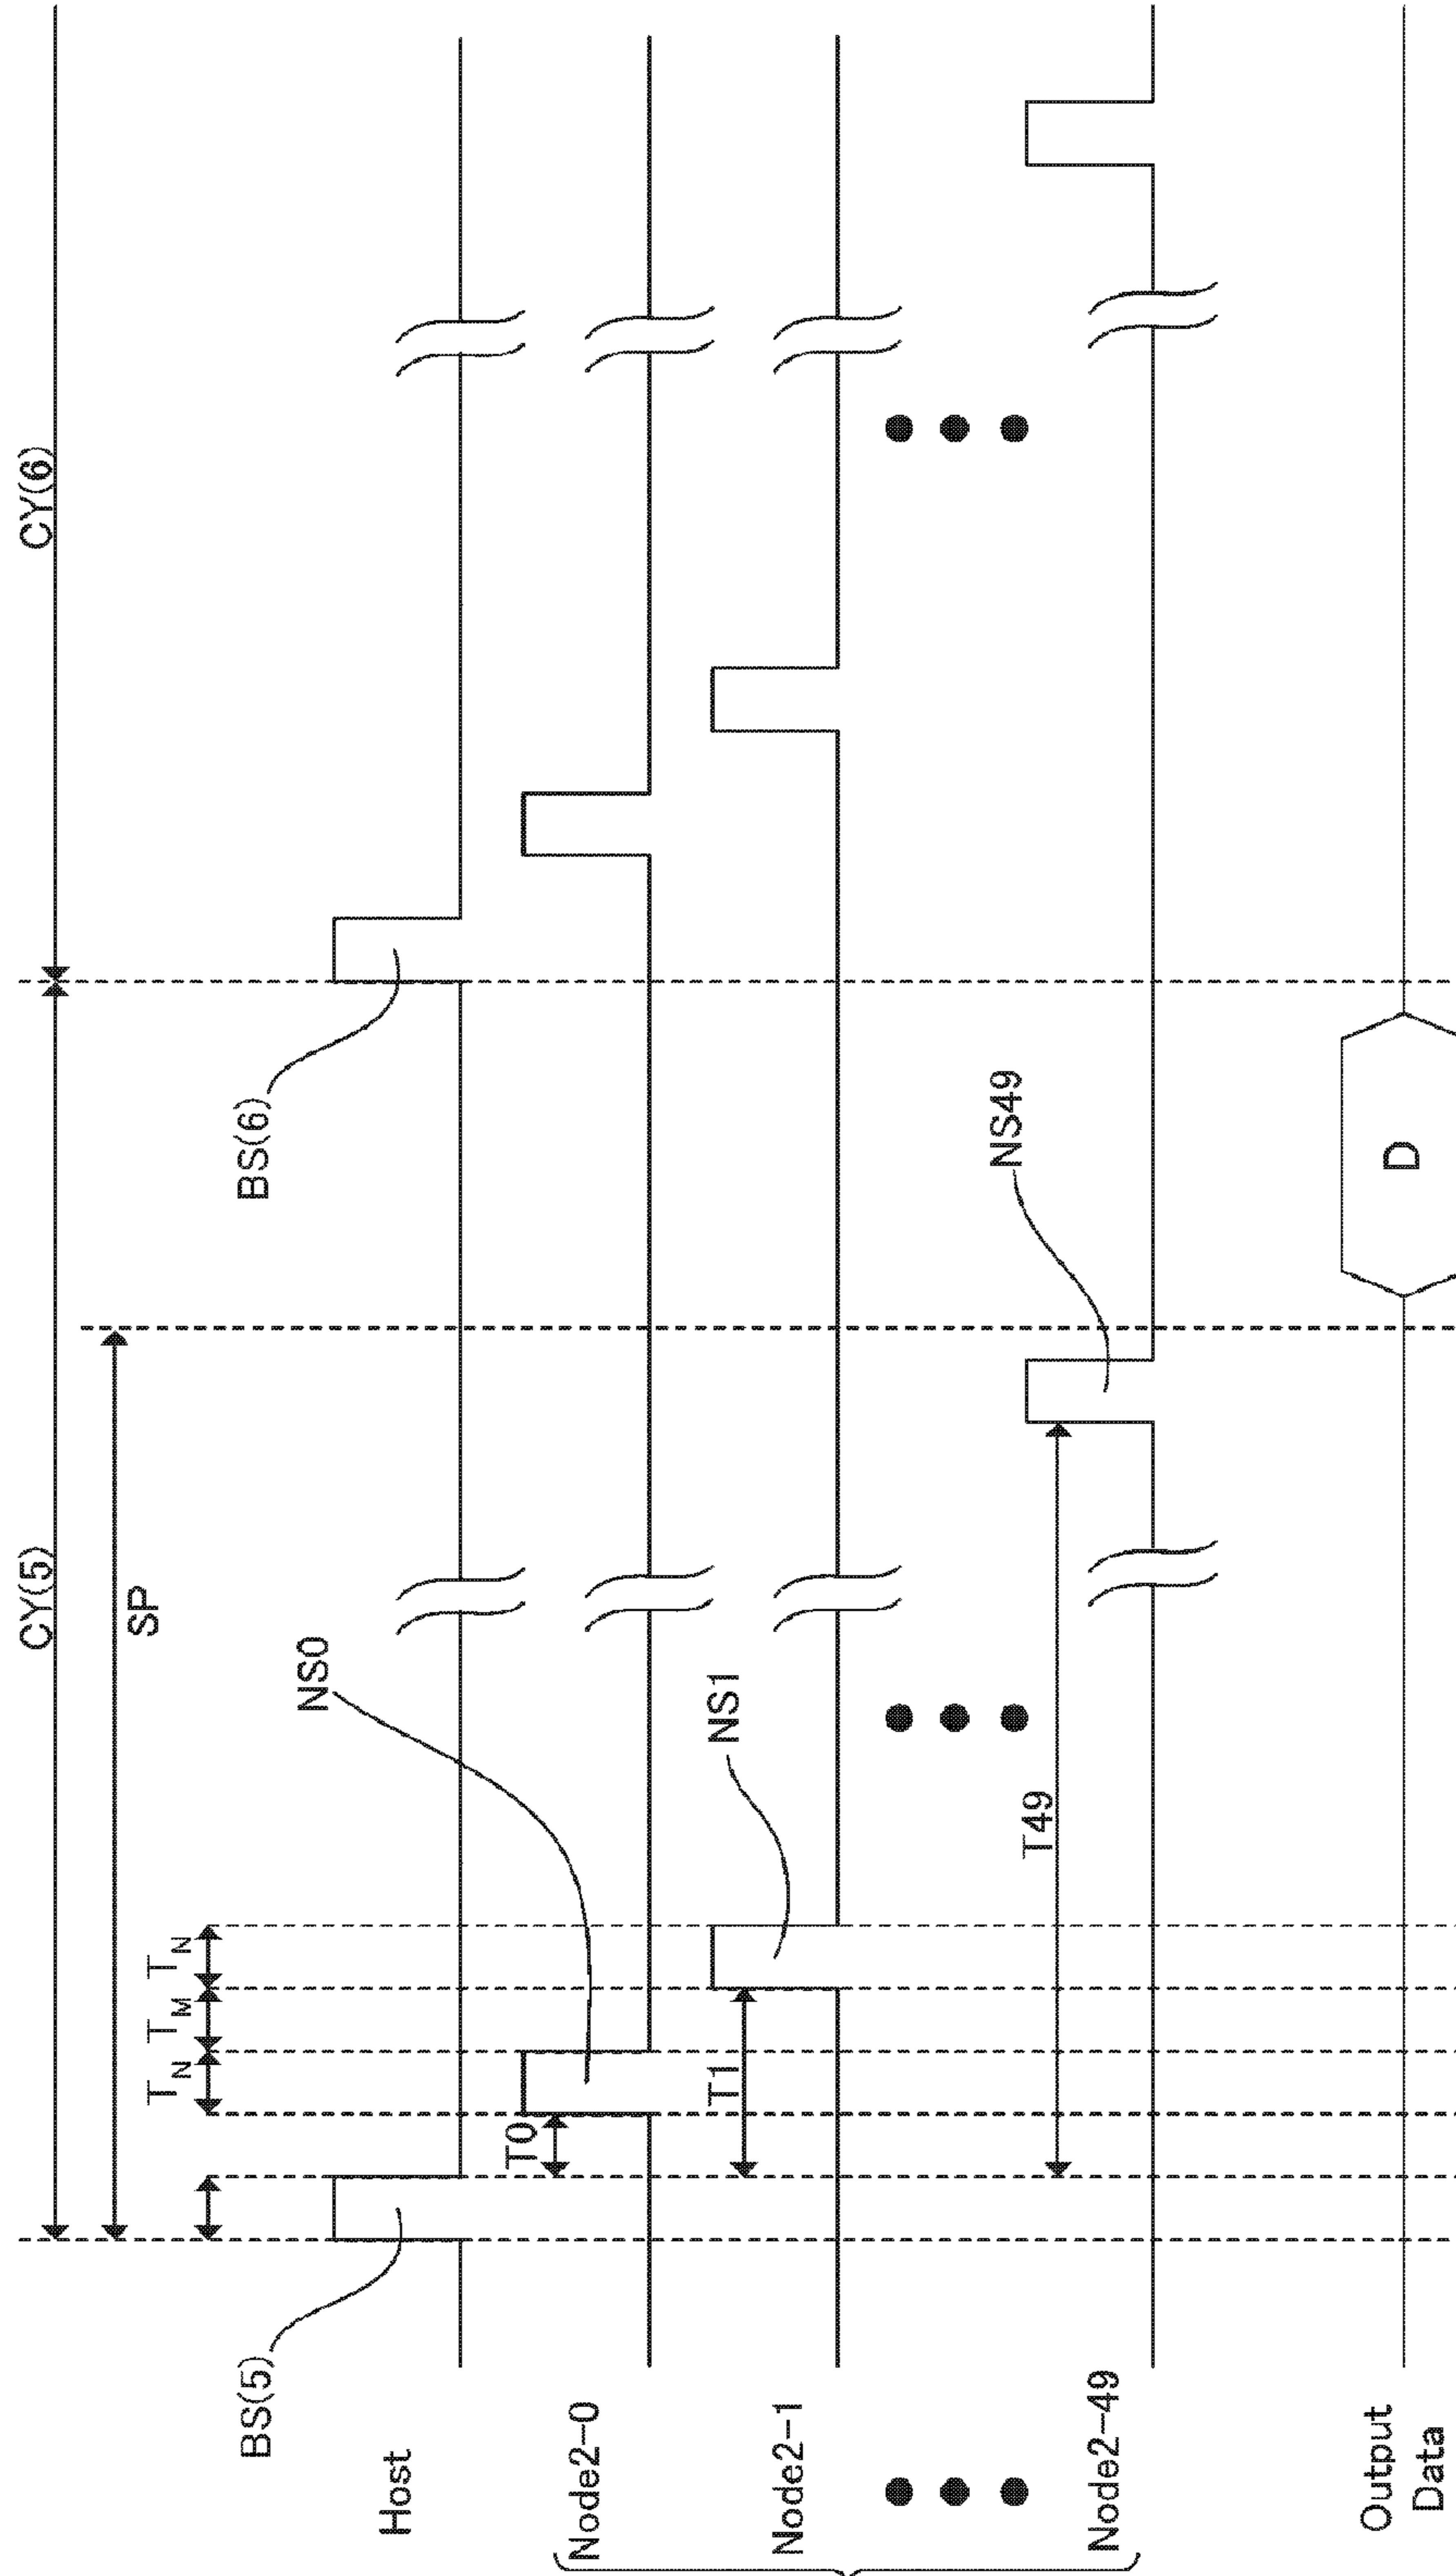 CY(5)
CY(6)
SP
T_N
T_M
T_N
BS(5)
NS0
BS(6)
Host
T0
Node2-0
NS1
T1
Node2-1
T49
NS49
Node2-49
D
Output
Data